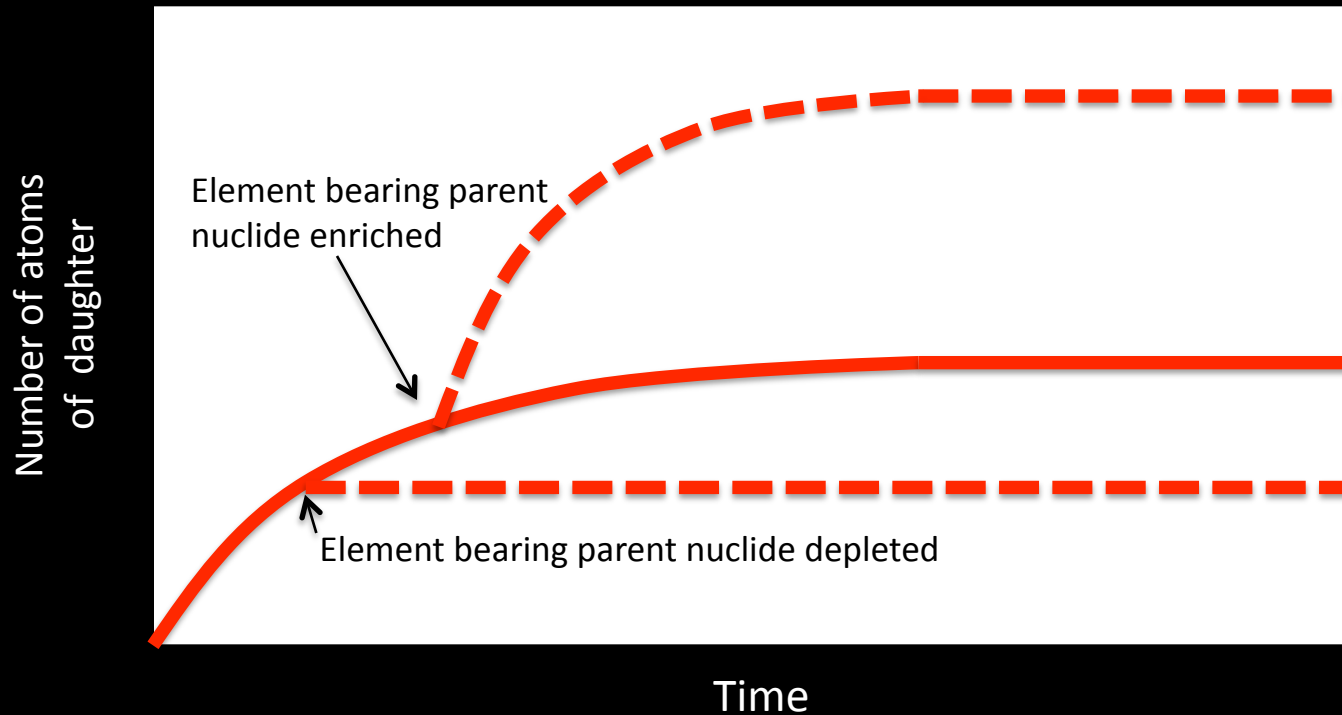 Number of atoms
of daughter
Element bearing parent
nuclide enriched
Element bearing parent nuclide depleted
Time